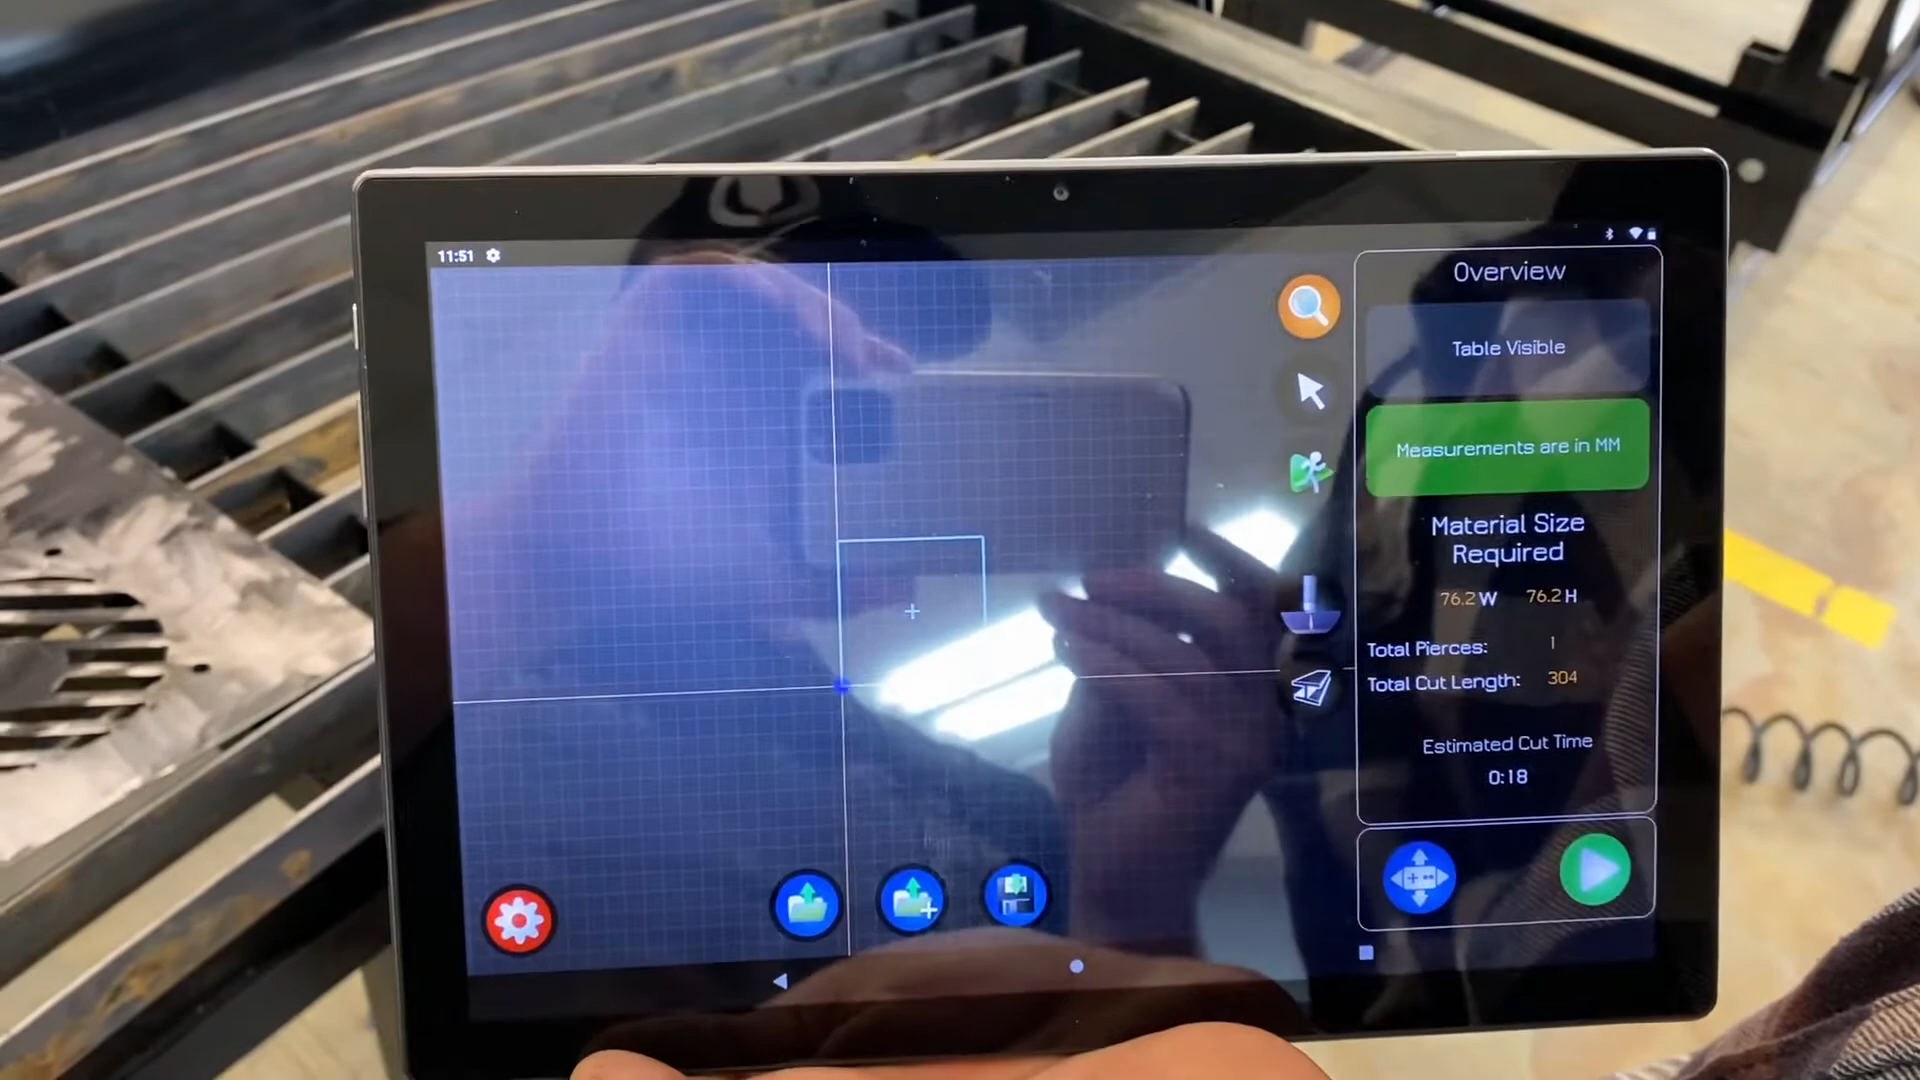 11:51
Overview
Table Visible
Measurements are in MM
Material Size
Required
76.2 W 76.2 H
Total Pierces: 1
Total Cut Length: 304
Estimated Cut Time
0:18